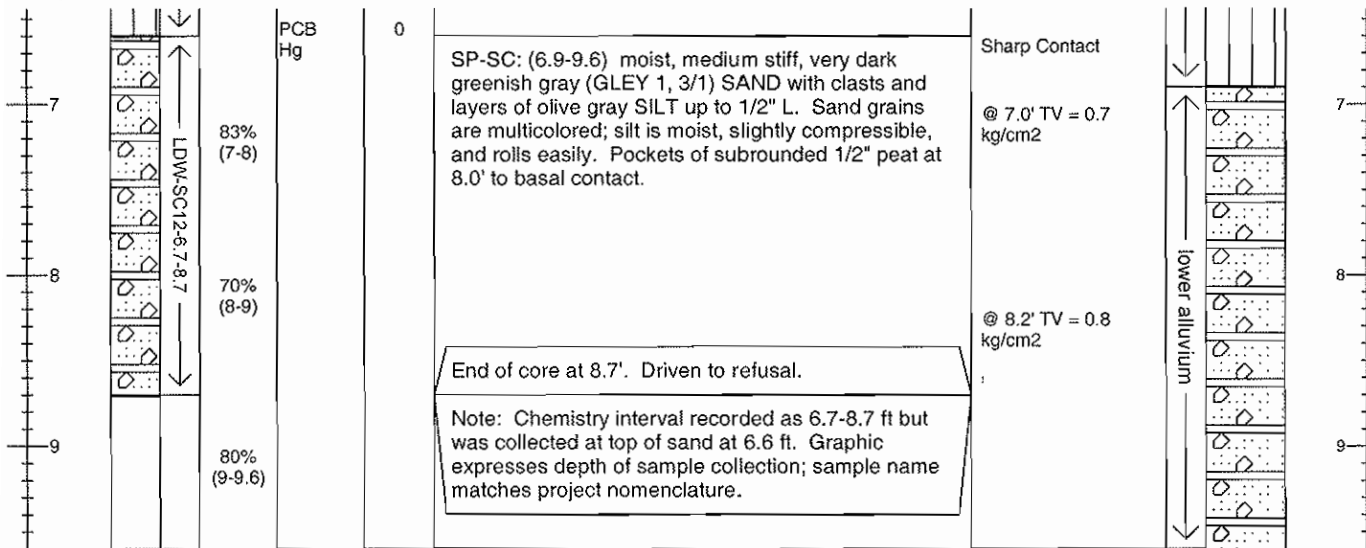 PCB
Hg
0
SP-SC: (6.9-9.6) moist, medium stiff, very dark
greenish gray (GLEY 1, 3/1) SAND with clasts and
layers of olive gray SILT up to 1/2" L. Sand grains
are multicolored; silt is moist, slightly compressible,
and rolls easily. Pockets of subrounded 1/2" peat at
8.0' to basal contact.
Sharp Contact
7
83%
(7-8)
LDW-SC12-6.7-8.7
@ 7.0' TV = 0.7
kg/cm2
7
8
70%
(8-9)
@ 8.2' TV = 0.8
kg/cm2
lower alluvium
8
End of core at 8.7'. Driven to refusal.
Note: Chemistry interval recorded as 6.7-8.7 ft but
was collected at top of sand at 6.6 ft. Graphic
expresses depth of sample collection; sample name
matches project nomenclature.
9
80%
(9-9.6)
9